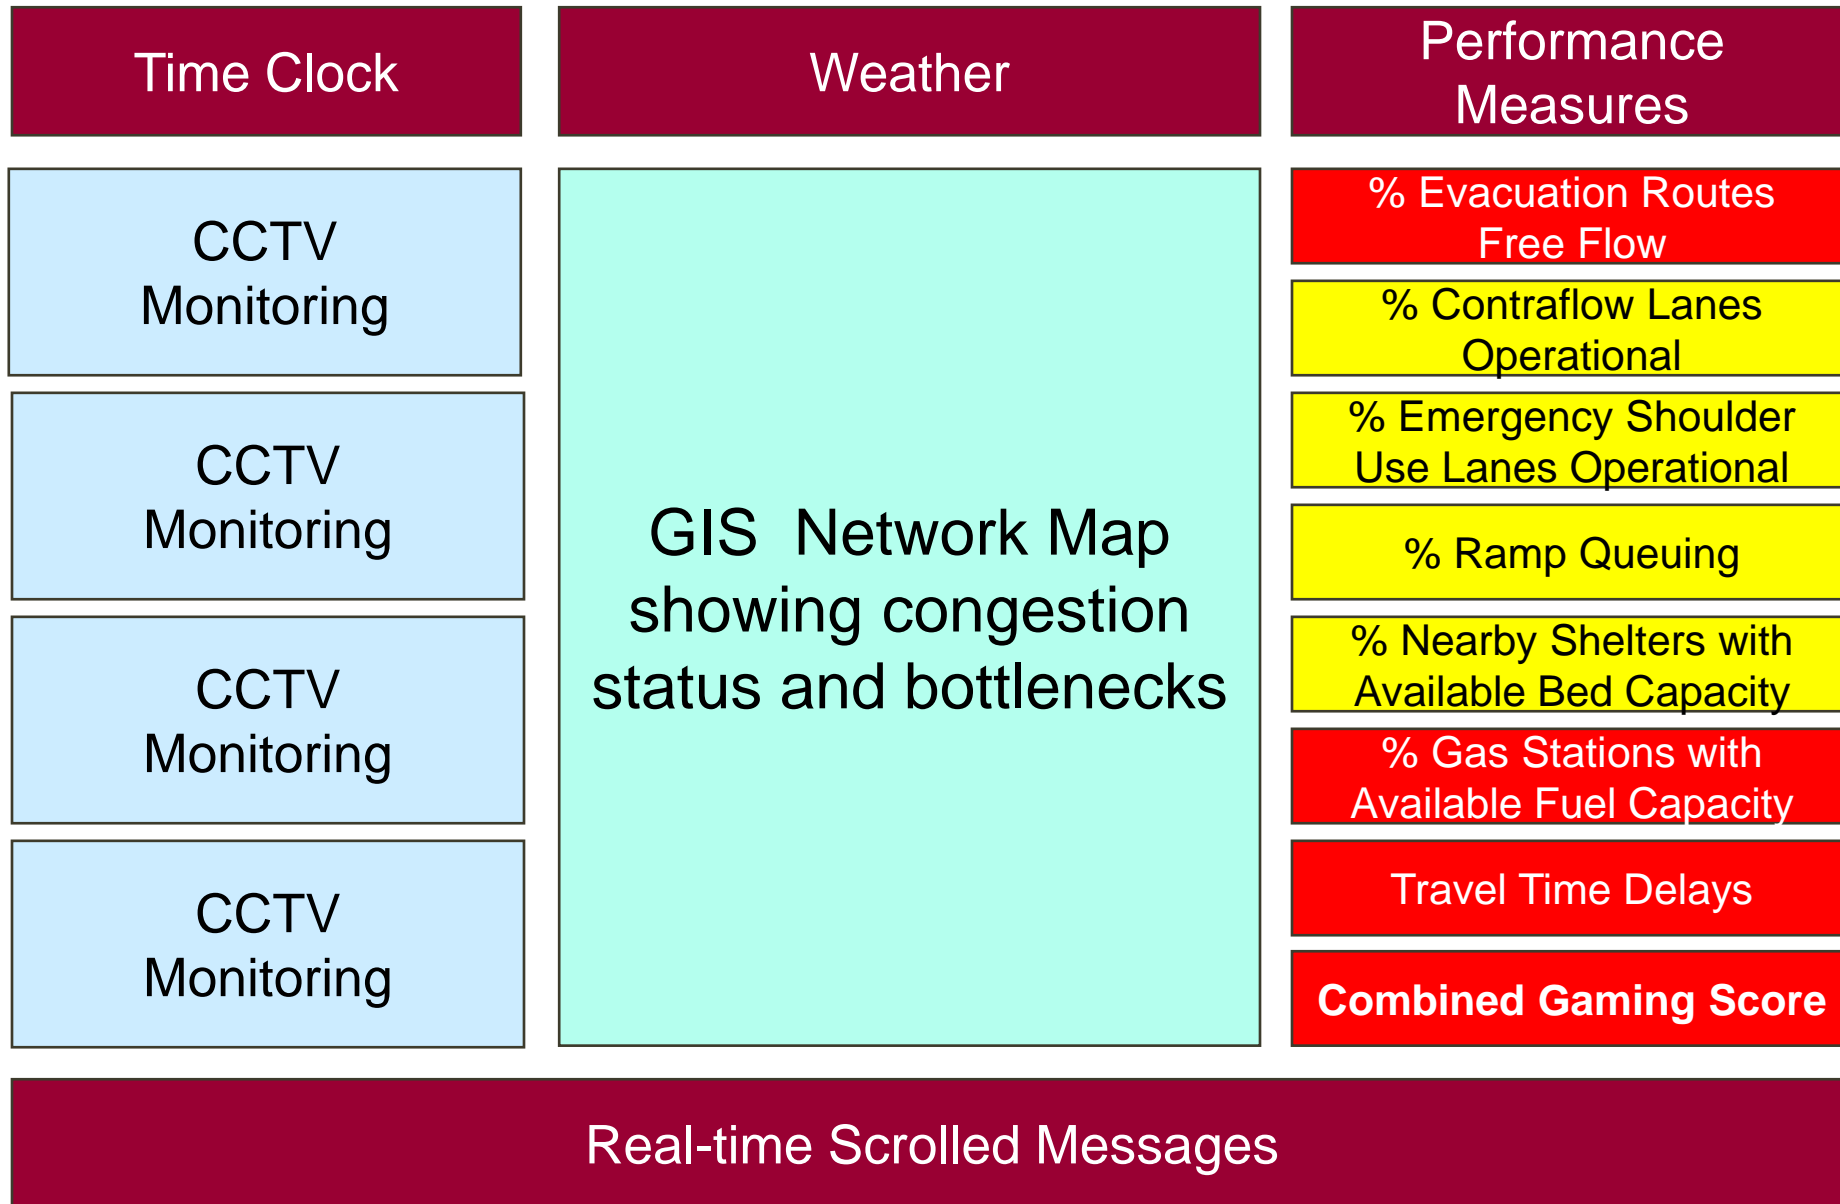 Time Clock
Weather
Performance
Measures
CCTV
Monitoring
CCTV
Monitoring
CCTV
Monitoring
CCTV
Monitoring
GIS  Network Map
showing congestion
status and bottlenecks
% Evacuation Routes
Free Flow
% Contraflow Lanes
Operational
% Emergency Shoulder
Use Lanes Operational
% Ramp Queuing
% Nearby Shelters with
Available Bed Capacity
% Gas Stations with
Available Fuel Capacity
Travel Time Delays
Combined Gaming Score
Real-time Scrolled Messages